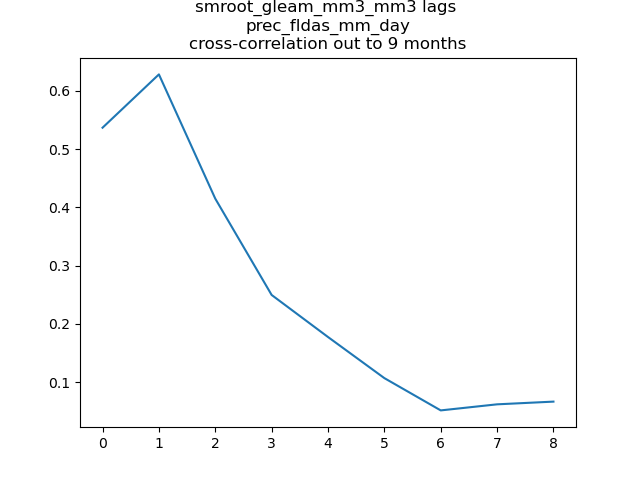 smroot_gleam_mm3_mm3 lags
prec_fldas_mm_day
cross-correlation out to 9 months
0.6
0.5
0.4
0.3
0.2
0.1
0 1 2 3 4 5 6 7 8